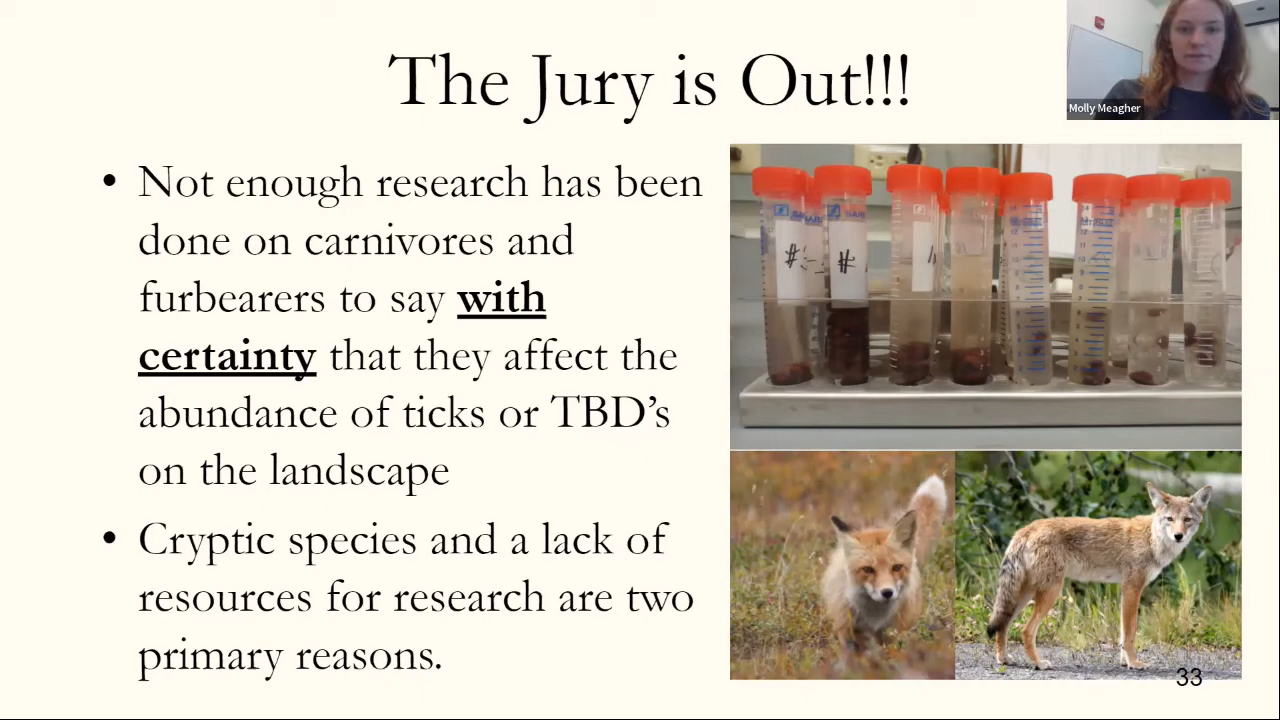 The Jury is Out!!!
Molly Meagher
• Not enough research has been
done on carnivores and
furbearers to say with
certainty that they affect the
abundance of ticks or TBD’s
on the landscape
• Cryptic species and a lack of
resources for research are two
primary reasons.
33